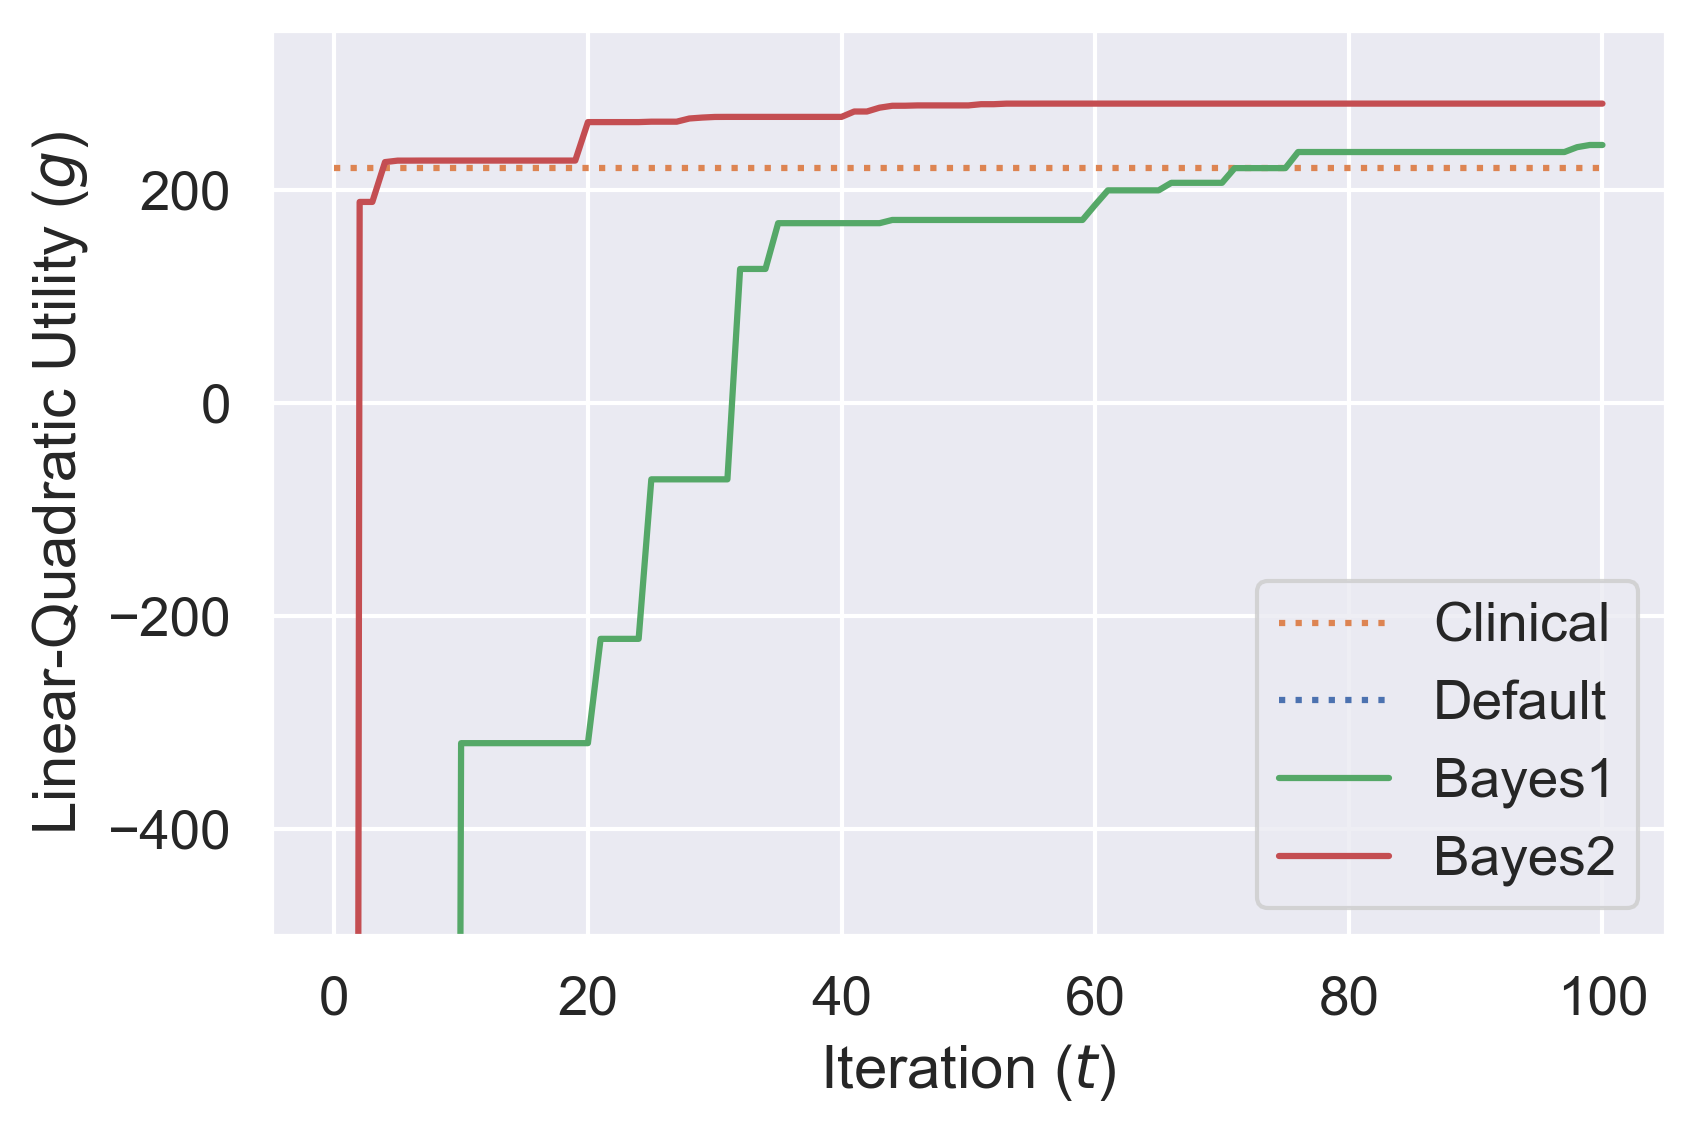 Linear-Quadratic Utility (g)
200
0
−200
−400
Clinical
Default
Bayes1
Bayes2
0 20 40 60 80 100
Iteration (t)